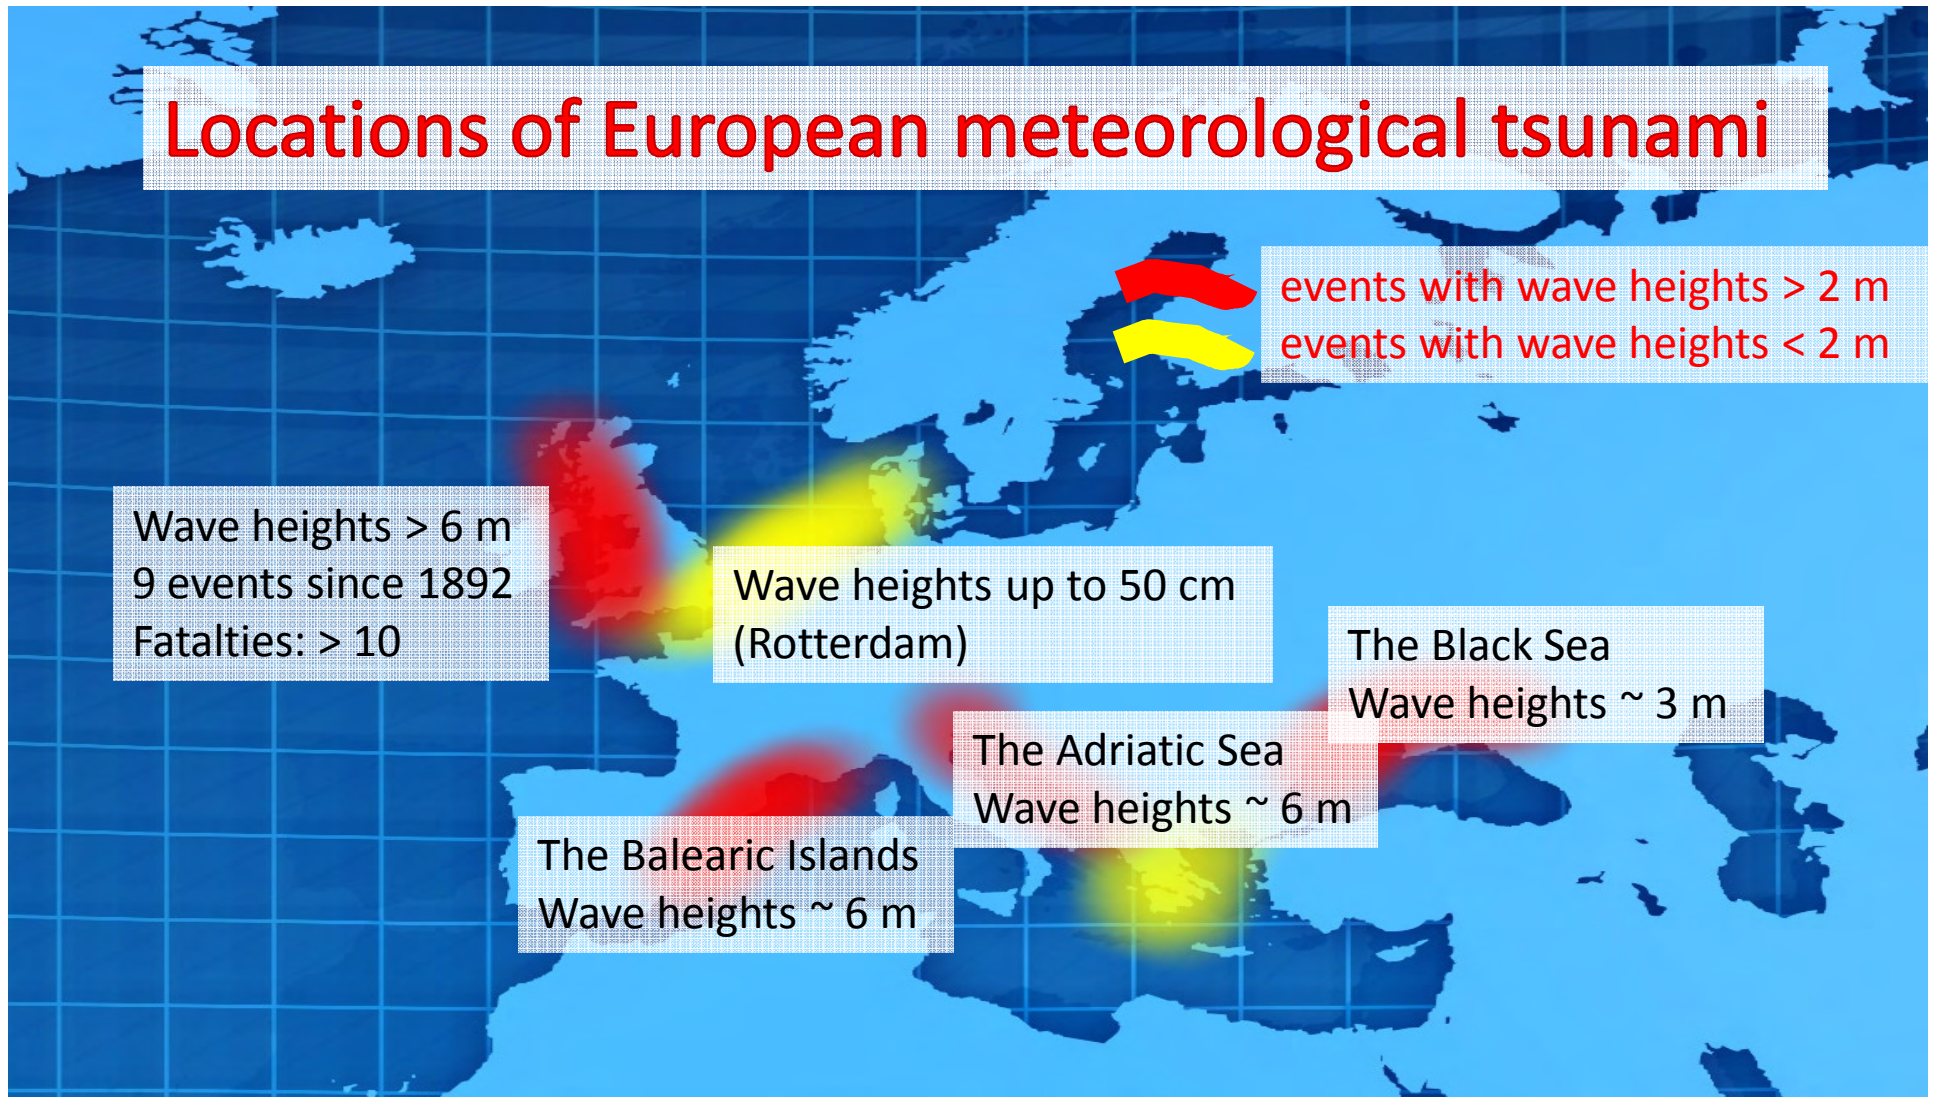 Locations of European meteorological tsunami
events with wave heights > 2 m
events with wave heights < 2 m
Wave heights > 6 m
9 events since 1892
Fatalties: > 10
Wave heights up to 50 cm
(Rotterdam)
The Black Sea
Wave heights ~ 3 m
The Adriatic Sea
Wave heights ~ 6 m
The Balearic Islands
Wave heights ~ 6 m